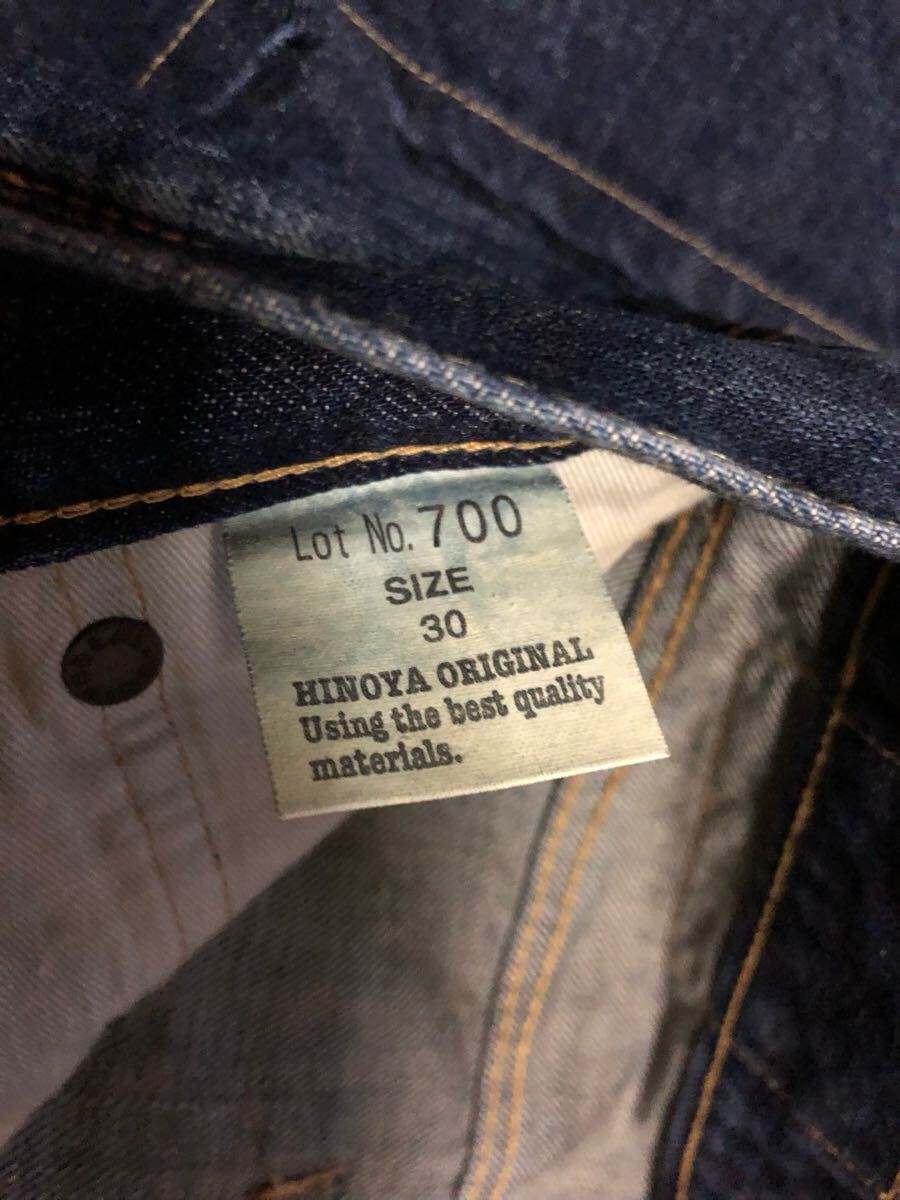 Lot No. 700
SIZE
30
HINOYA ORIGINAL
Using the best quality
materials.